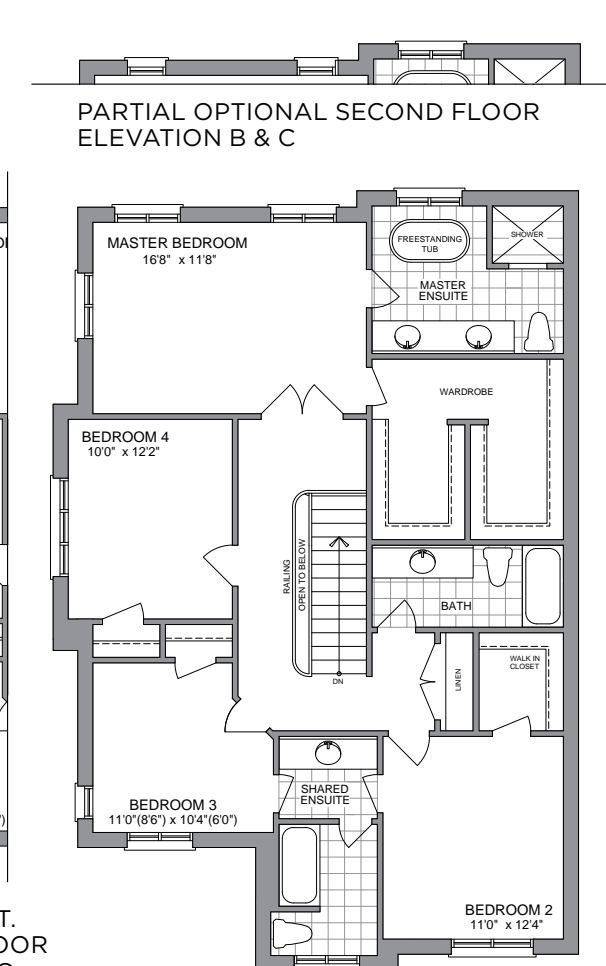 PARTIAL OPTIONAL SECOND FLOOR
ELEVATION B & C
MASTER BEDROOM
16'8" x 11'8"
FREESTANDING
TUB
SHOWER
MASTER
ENSUITE
WARDROBE
BEDROOM 4
10'0" x 12'2"
RAILING
OPEN TO BELOW
DN
BATH
LINEN
WALK IN
CLOSET
BEDROOM 3
11'0"(8'6") x 10'4"(6'0")
SHARED
ENSUITE
BEDROOM 2
11'0" x 12'4"
T.
OOR